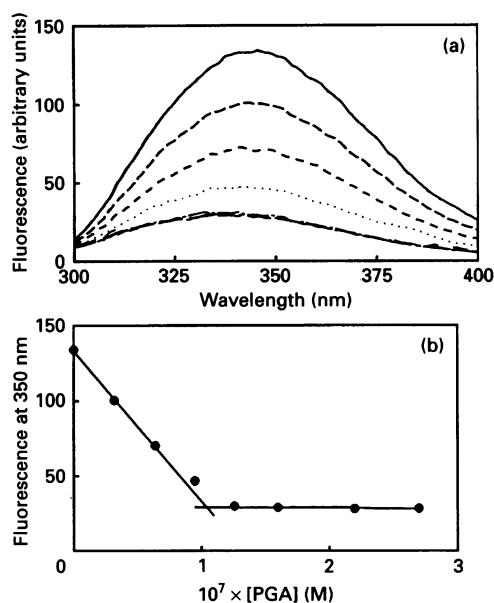 (a)
Fluorescence (arbitrary units)
150
100
50
0
300
325
350
375
400
Wavelength (nm)
(b)
Fluorescence at 350 nm
150
100
50
0
0
1
2
3
10⁷ × [PGA] (M)